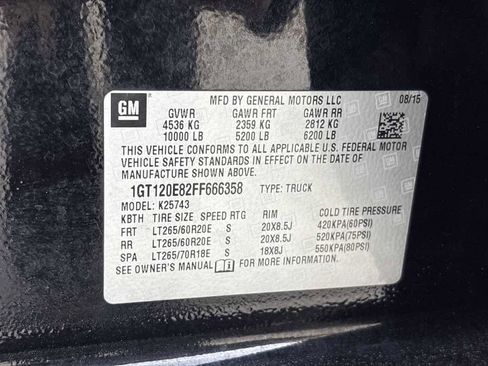 MFD BY GENERAL MOTORS LLC 08/15
GM
GVWR GAWR FRT GAWR RR
4536 KG 2359 KG 2812 KG
10000 LB 5200 LB 6200 LB
THIS VEHICLE CONFORMS TO ALL APPLICABLE U.S. FEDERAL MOTOR
VEHICLE SAFETY STANDARDS IN EFFECT ON THE DATE OF
MANUFACTURE SHOWN ABOVE.
1GT120E82FF666358 TYPE: TRUCK
MODEL: K25743
KBTH TIRE SIZE SPEED RTG RIM COLD TIRE PRESSURE
FRT LT265/60R20E S 20X8.5J 420KPA(60PSI)
RR LT265/60R20E S 20X8.5J 520KPA(75PSI)
SPA LT265/70R18E S 18X8J 550KPA(80PSI)
SEE OWNER'S MANUAL FOR MORE INFORMATION.